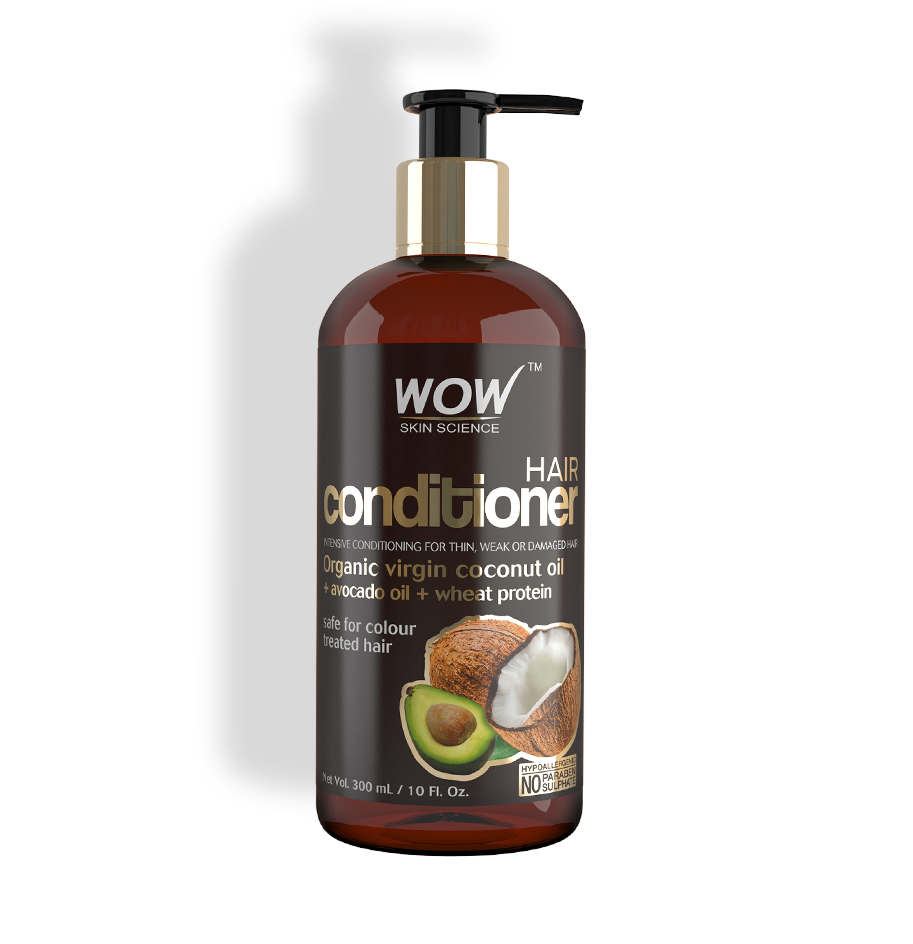 WOW™
SKIN SCIENCE
HAIR
conditioner
INTENSIVE CONDITIONING FOR THIN, WEAK OR DAMAGED HAIR
Organic virgin coconut oil
+ avocado oil + wheat protein
safe for colour
treated hair
HYPOALLERGENIC
NO PARABEN
SULPHATE
Net Vol. 300 mL / 10 Fl. Oz.